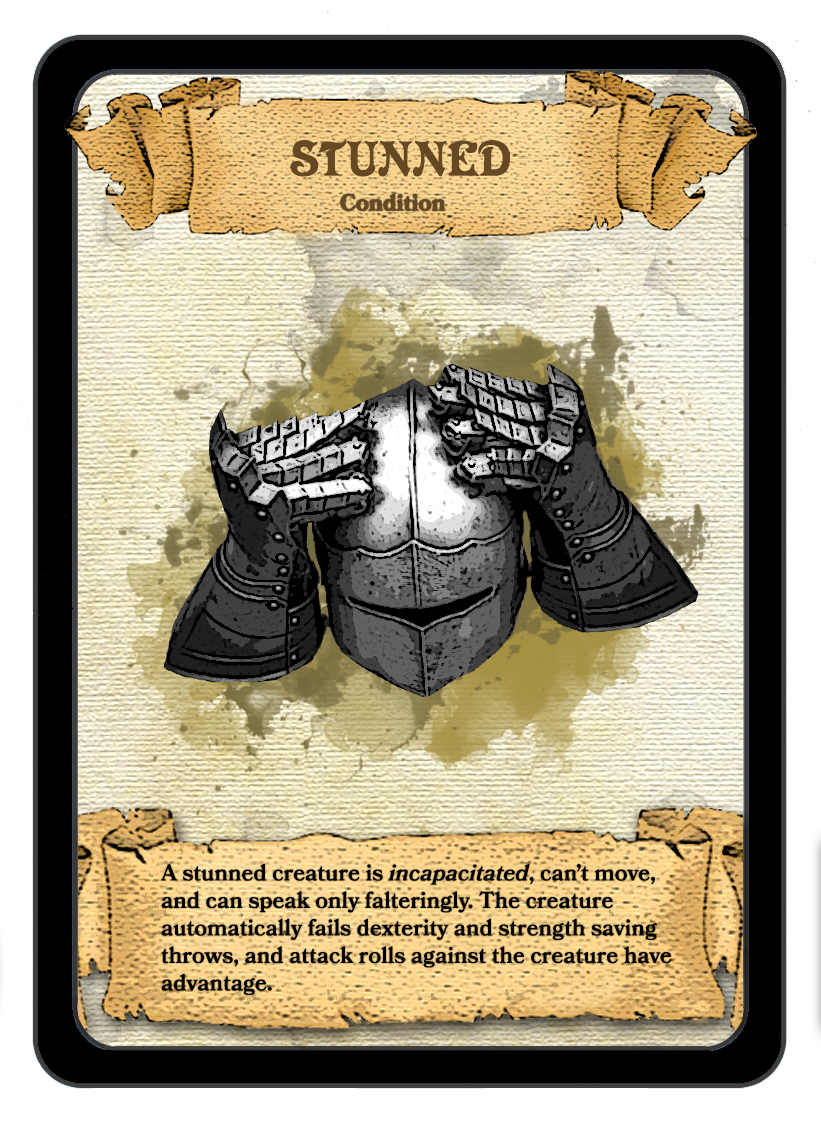 STUNNED
Condition
A stunned creature is incapacitated, can't move,
and can speak only falteringly. The creature
automatically fails dexterity and strength saving
throws, and attack rolls against the creature have
advantage.